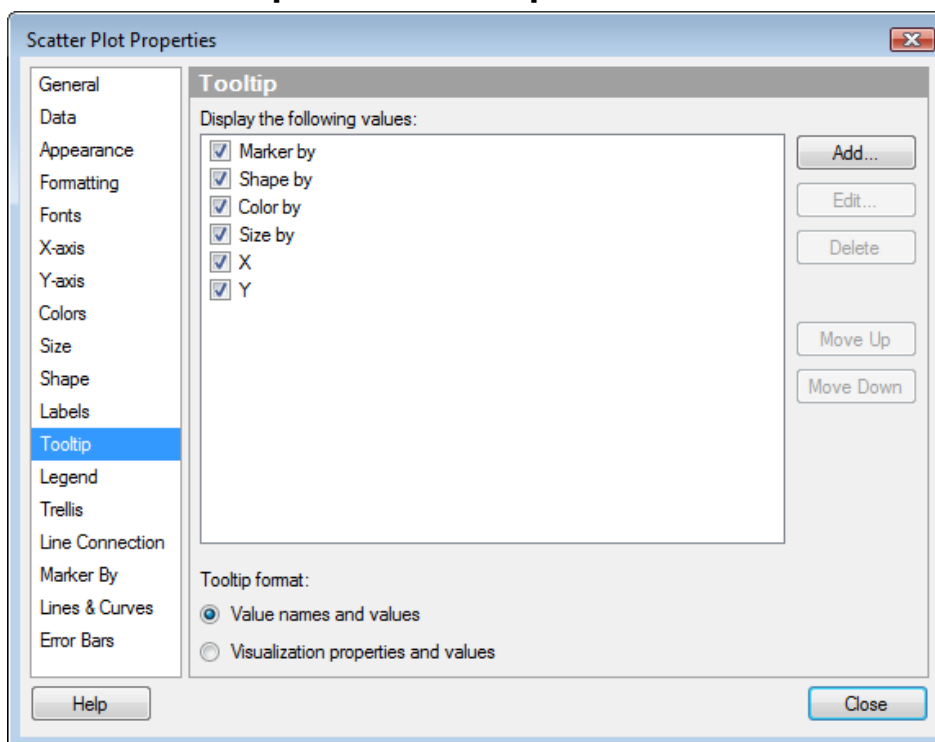 Scatter Plot Properties
General
Data
Appearance
Formatting
Fonts
X-axis
Y-axis
Colors
Size
Shape
Labels
Tooltip
Legend
Trellis
Line Connection
Marker By
Lines & Curves
Error Bars
Tooltip
Display the following values:
Marker by
Shape by
Color by
Size by
X
Y
Add...
Edit...
Delete
Move Up
Move Down
Tooltip format:
Value names and values
Visualization properties and values
Help
Close